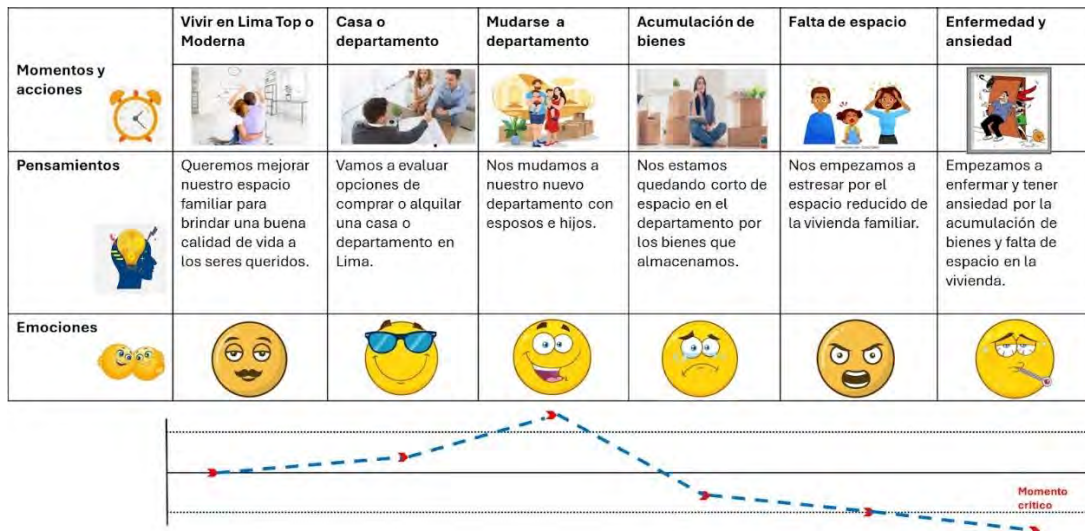 Momentos y
acciones
Vivir en Lima Top o
Moderna
Casa o
departamento
Mudarse a
departamento
Acumulación de
bienes
Falta de espacio
Enfermedad y
ansiedad
Pensamientos
Queremos mejorar
nuestro espacio
familiar para
brindar una buena
calidad de vida a
los seres queridos.
Vamos a evaluar
opciones de
comprar o alquilar
una casa o
departamento en
Lima.
Nos mudamos a
nuestro nuevo
departamento con
esposos e hijos.
Nos estamos
quedando corto de
espacio en el
departamento por
los bienes que
almacenamos.
Nos empezamos a
estresar por el
espacio reducido de
la vivienda familiar.
Empezamos a
enfermar y tener
ansiedad por la
acumulación de
bienes y falta de
espacio en la
vivienda.
Emociones
Momento
crítico